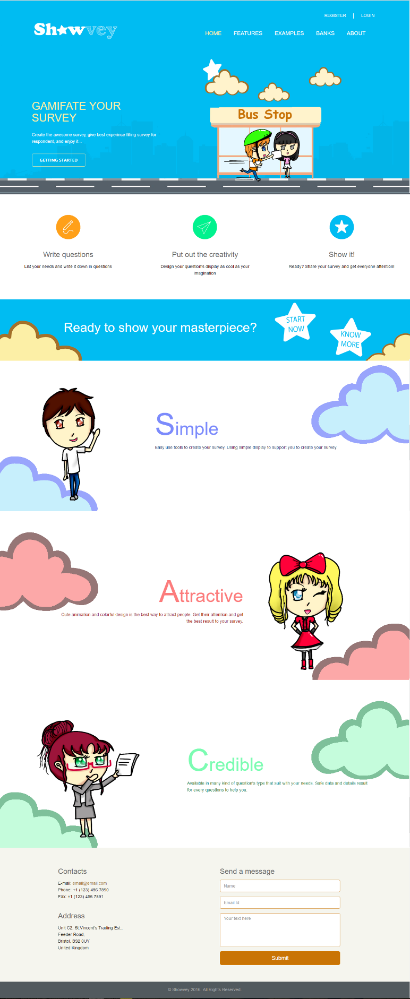 REGISTER | LOGIN
Showvey
HOME FEATURES EXAMPLES BANKS ABOUT
GAMIFATE YOUR
SURVEY
Create the awesome survey, give best experince filling survey for
respondent, and enjoy it...
GETTING STARTED
Bus Stop
Write questions
List your needs and write it down in questions
Put out the creativity
Design your question's display as cool as your
imagination
Show it!
Ready? Share your survey and get everyone attention!
Ready to show your masterpiece?
START
NOW
KNOW
MORE
Simple
Easy use tools to create your survey. Using simple display to support you to create your survey.
Attractive
Cute animation and colorful design is the best way to attract people. Get their attention and get
the best result to your survey.
Credible
Available in many kind of question's type that suit with your needs. Safe data and details result
for every questions to help you.
Contacts
E-mail: email@email.com
Phone: +1 (123) 456 7890
Fax: +1 (123) 456 7891
Address
Unit C2, St.Vincent's Trading Est.,
Feeder Road,
Bristol, BS2 0UY
United Kingdom
Send a message
Name
Email Id
Your text here
Submit
© Showvey 2016. All Rights Reserved.